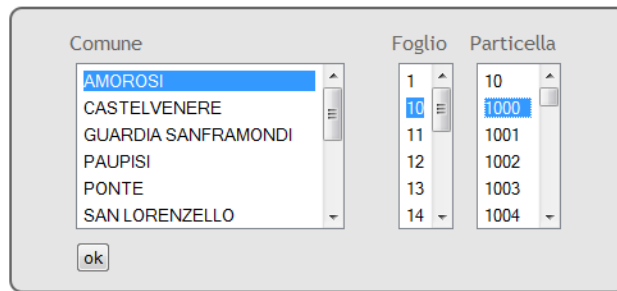 Comune Foglio Particella
AMOROSI 1 10
CASTELVENERE 10 1000
GUARDIA SANFRAMONDI 11 1001
PAUPISI 12 1002
PONTE 13 1003
SAN LORENZELLO 14 1004
ok